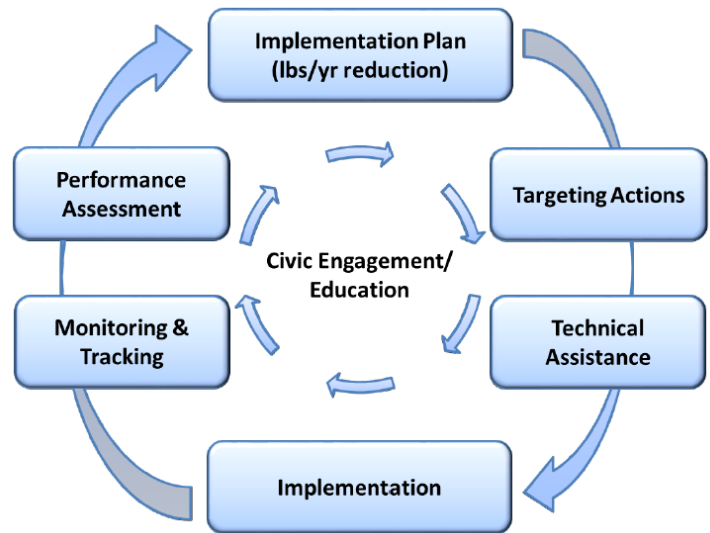 Implementation Plan
(lbs/yr reduction)
Targeting Actions
Technical
Assistance
Implementation
Monitoring &
Tracking
Performance
Assessment
Civic Engagement/
Education